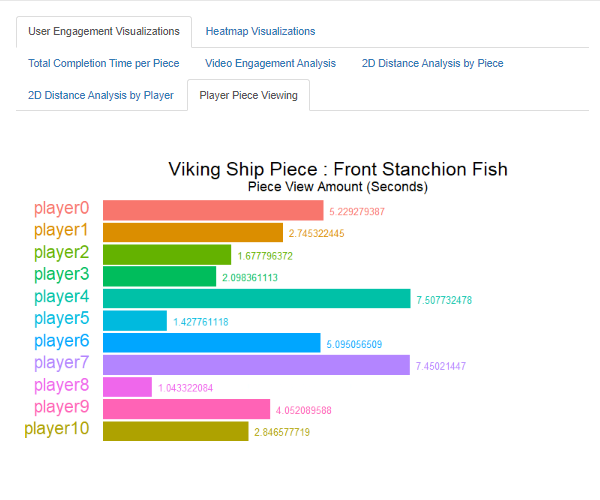 User Engagement Visualizations Heatmap Visualizations
Total Completion Time per Piece Video Engagement Analysis 2D Distance Analysis by Piece
2D Distance Analysis by Player Player Piece Viewing
Viking Ship Piece : Front Stanchion Fish
Piece View Amount (Seconds)
player0 5.229279387
player1 2.745322445
player2 1.677796372
player3 2.098361113
player4 7.507732478
player5 1.427761118
player6 5.095056509
player7 7.45021447
player8 1.043322084
player9 4.052089588
player10 2.846577719